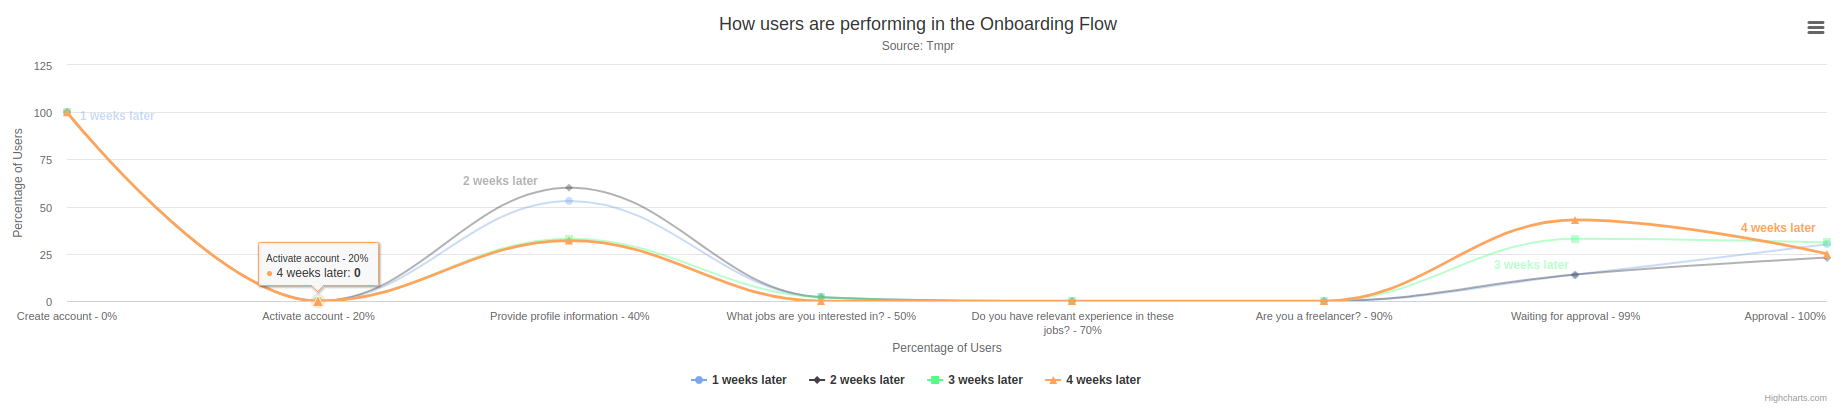 How users are performing in the Onboarding Flow
Source: Tmpr
Percentage of Users
125
100
75
50
25
0
1 weeks later
2 weeks later
3 weeks later
4 weeks later
Activate account - 20%
● 4 weeks later: 0
Create account - 0%
Activate account - 20%
Provide profile information - 40%
What jobs are you interested in? - 50%
Do you have relevant experience in these
jobs? - 70%
Are you a freelancer? - 90%
Waiting for approval - 99%
Approval - 100%
Percentage of Users
1 weeks later
2 weeks later
3 weeks later
4 weeks later
Highcharts.com